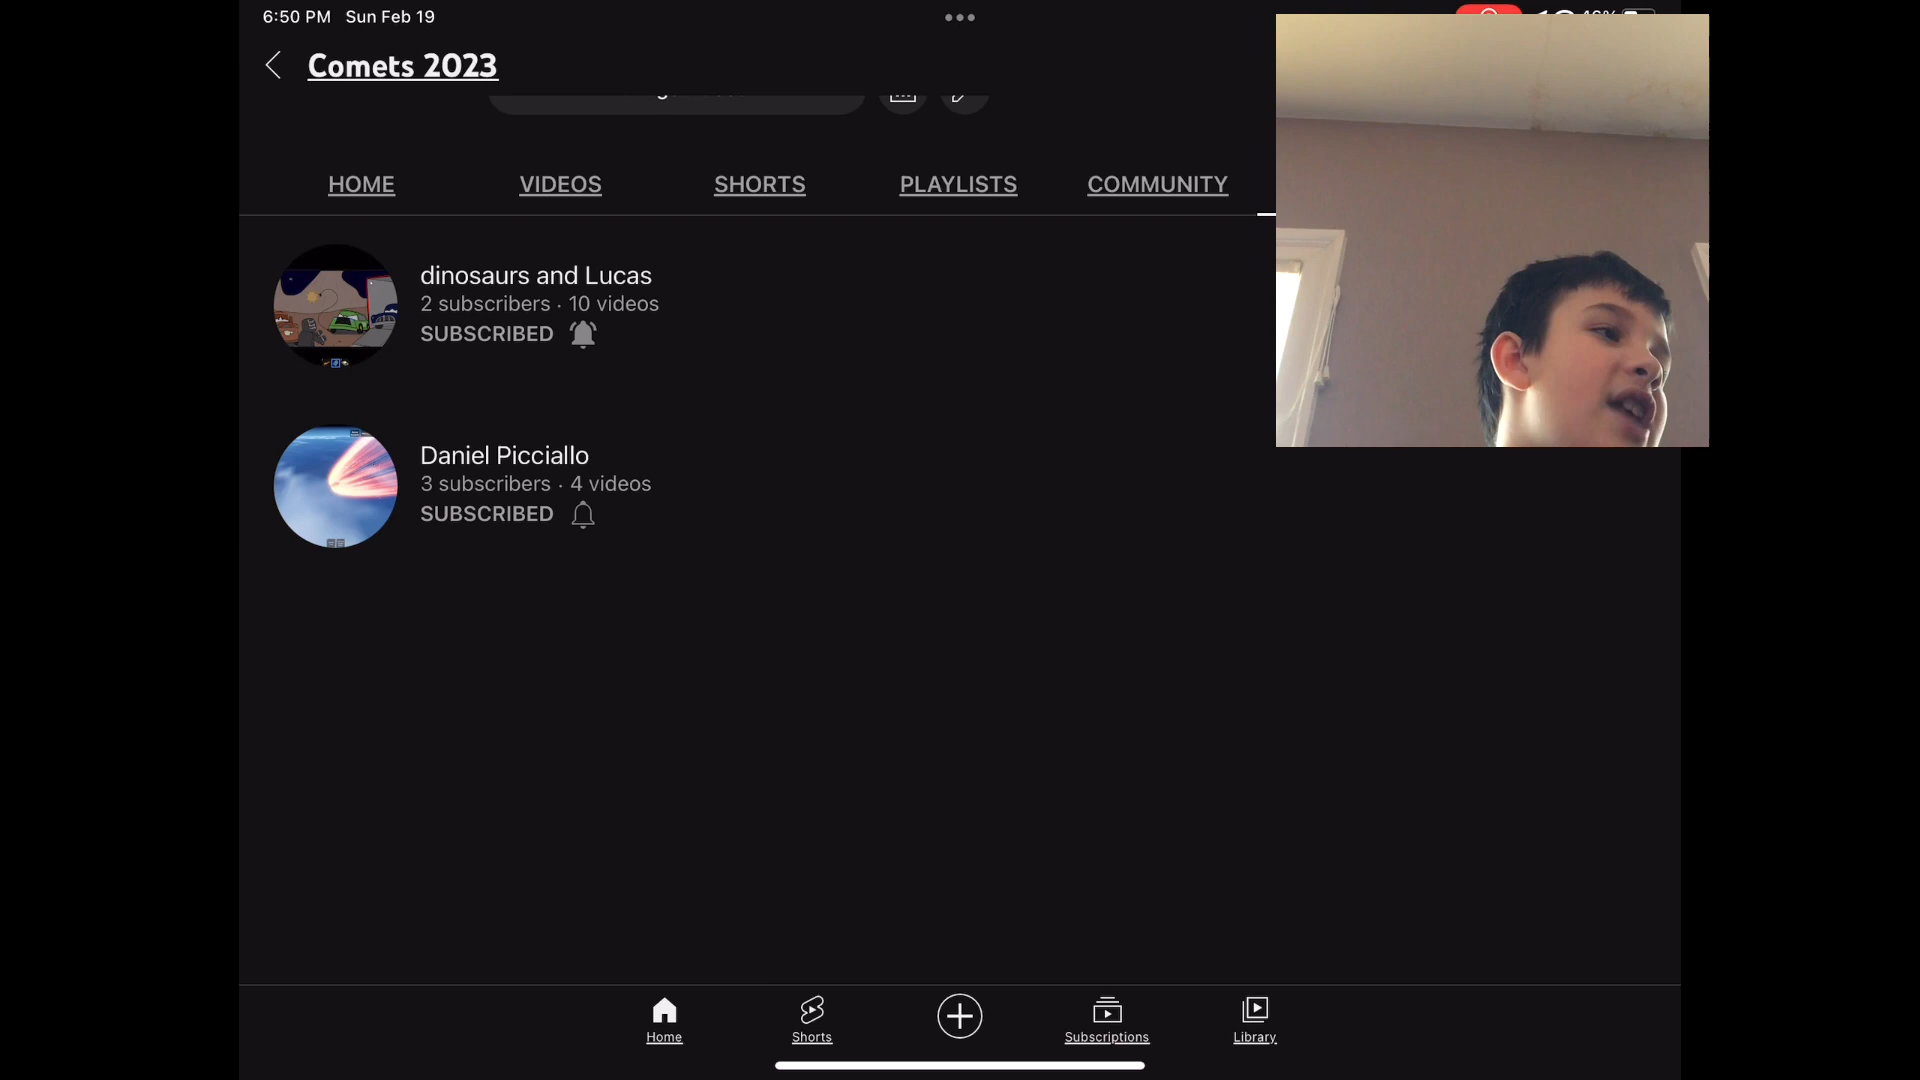 6:50 PM Sun Feb 19
Comets 2023
HOME VIDEOS SHORTS PLAYLISTS COMMUNITY
dinosaurs and Lucas
2 subscribers · 10 videos
SUBSCRIBED
Daniel Picciallo
3 subscribers · 4 videos
SUBSCRIBED
Home Shorts Subscriptions Library